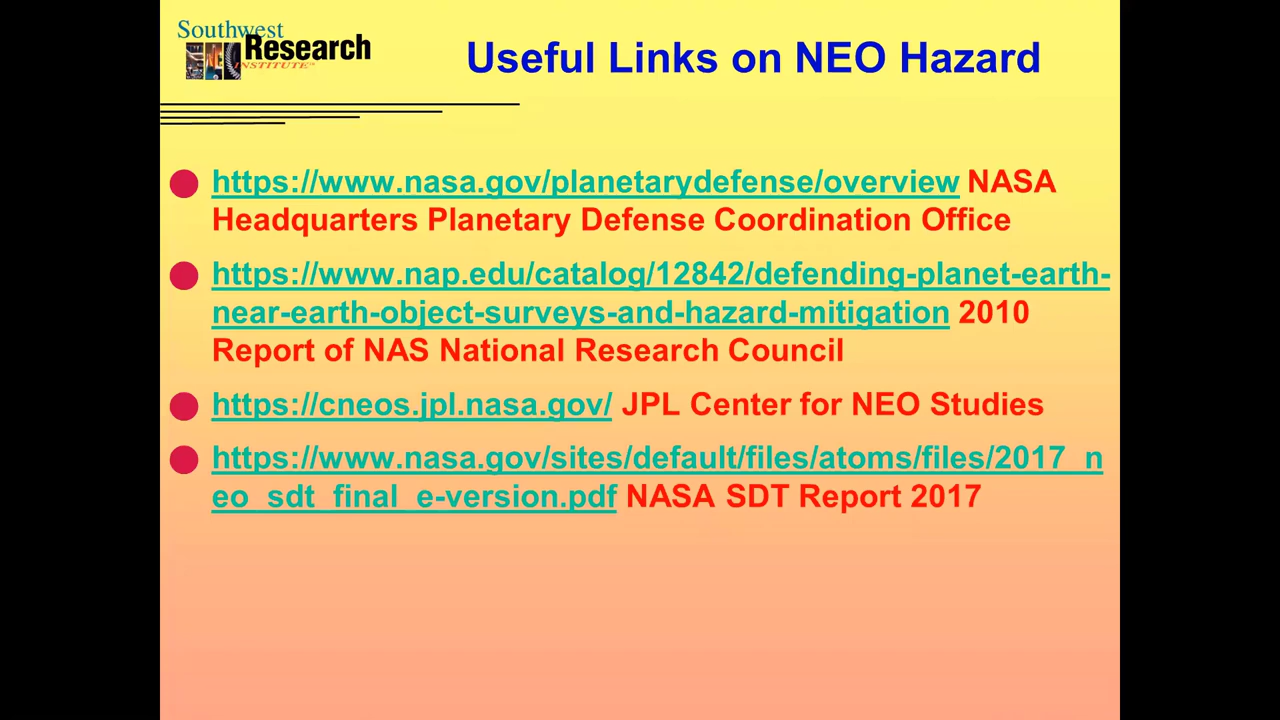 Southwest
Research
INSTITUTE™
Useful Links on NEO Hazard
https://www.nasa.gov/planetarydefense/overview NASA
Headquarters Planetary Defense Coordination Office
https://www.nap.edu/catalog/12842/defending-planet-earth-
near-earth-object-surveys-and-hazard-mitigation 2010
Report of NAS National Research Council
https://cneos.jpl.nasa.gov/ JPL Center for NEO Studies
https://www.nasa.gov/sites/default/files/atoms/files/2017_n
eo_sdt_final_e-version.pdf NASA SDT Report 2017